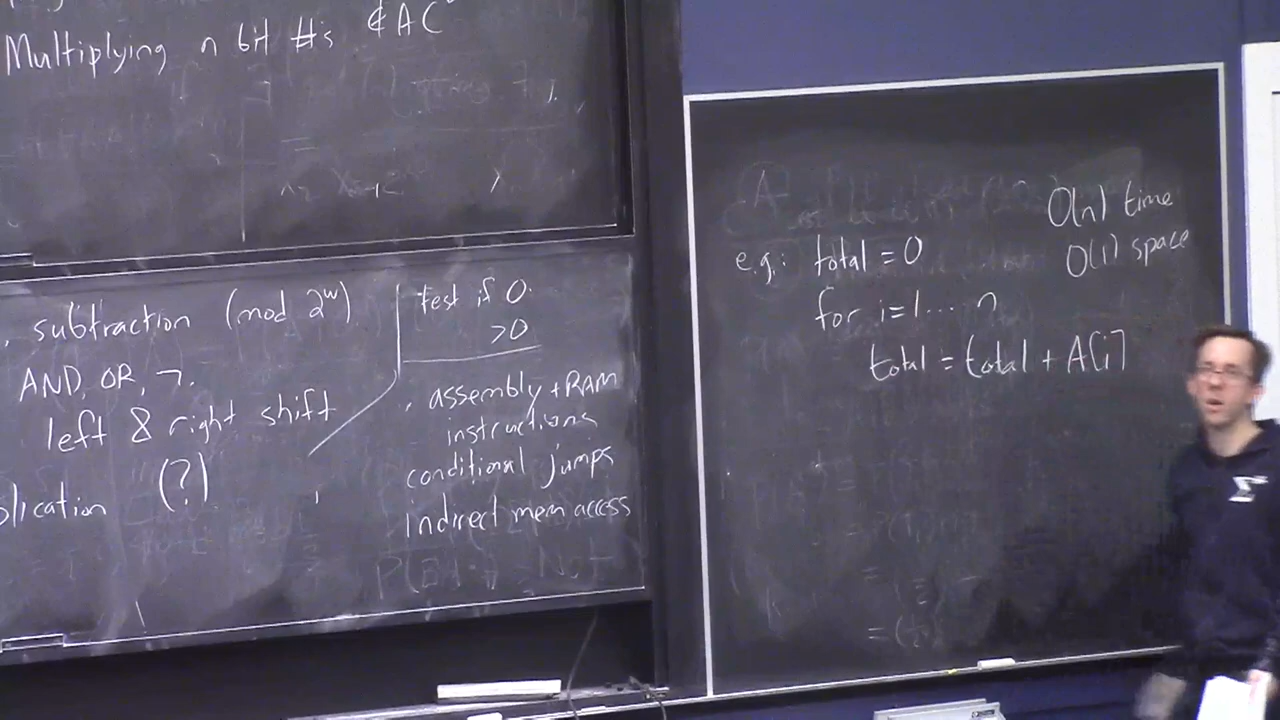 Multiplying n bit #s ∉ AC⁰
, subtraction (mod 2ʷ)
AND, OR, ¬.
left & right shift
plication (?)
test if 0.
>0
. assembly + RAM
instructions
conditional jumps
indirect mem access
O(n) time
O(1) space
e.g.: total = 0
for i=1... n
total = total + A[i]
Σ